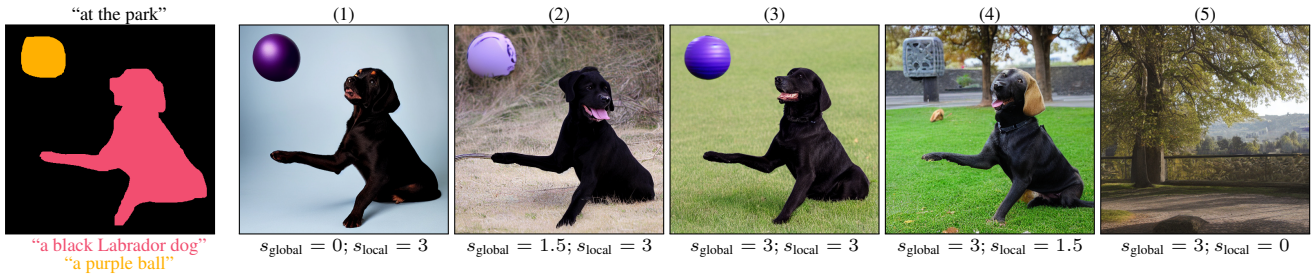 “at the park”
(1)
(2)
(3)
(4)
(5)
“a black Labrador dog”
“a purple ball”
s_global = 0; s_local = 3
s_global = 1.5; s_local = 3
s_global = 3; s_local = 3
s_global = 3; s_local = 1.5
s_global = 3; s_local = 0